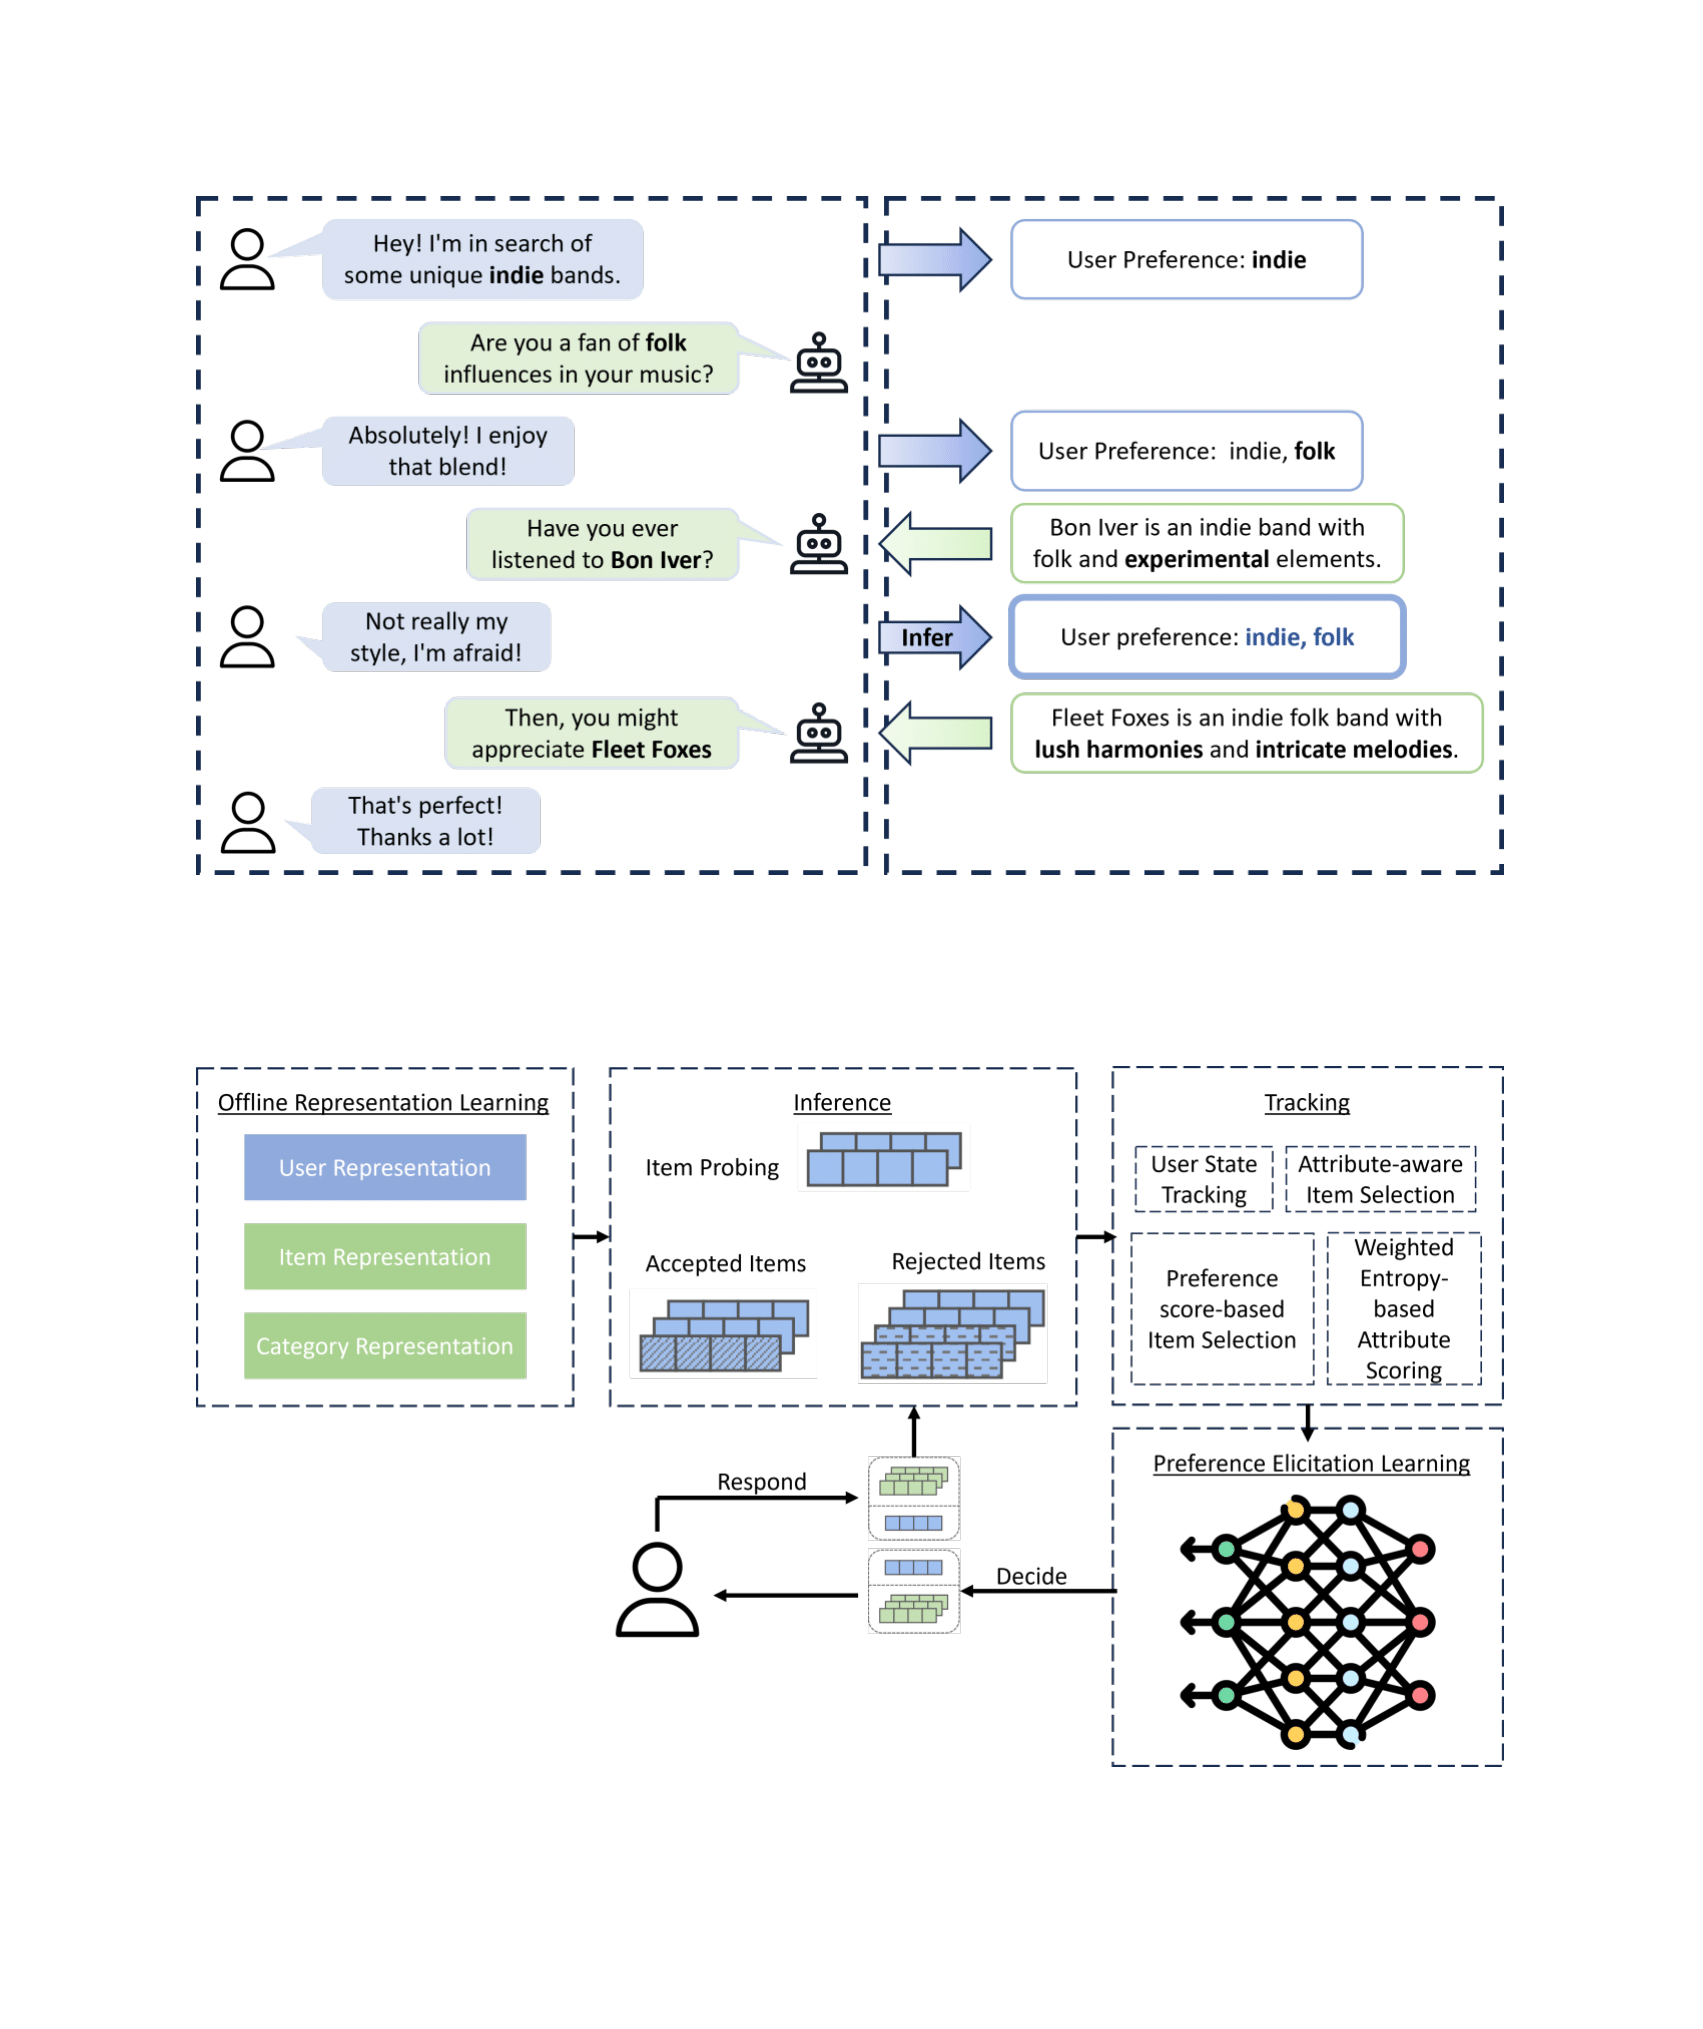 Hey! I'm in search of
some unique indie bands.
User Preference: indie
Are you a fan of folk
influences in your music?
Absolutely! I enjoy
that blend!
User Preference: indie, folk
Have you ever
listened to Bon Iver?
Bon Iver is an indie band with
folk and experimental elements.
Not really my
style, I'm afraid!
Infer
User preference: indie, folk
Then, you might
appreciate Fleet Foxes
Fleet Foxes is an indie folk band with
lush harmonies and intricate melodies.
That's perfect!
Thanks a lot!
Offline Representation Learning
User Representation
Item Representation
Category Representation
Inference
Item Probing
Accepted Items
Rejected Items
Tracking
User State
Tracking
Attribute-aware
Item Selection
Preference
score-based
Item Selection
Weighted
Entropy-
based
Attribute
Scoring
Respond
Decide
Preference Elicitation Learning